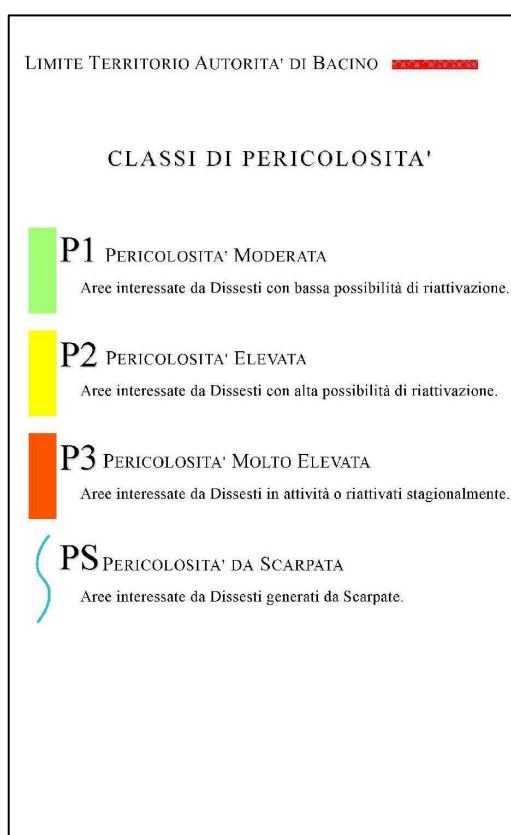 LIMITE TERRITORIO AUTORITA' DI BACINO
CLASSI DI PERICOLOSITA'
P1 PERICOLOSITA' MODERATA
Aree interessate da Dissesti con bassa possibilità di riattivazione.
P2 PERICOLOSITA' ELEVATA
Aree interessate da Dissesti con alta possibilità di riattivazione.
P3 PERICOLOSITA' MOLTO ELEVATA
Aree interessate da Dissesti in attività o riattivati stagionalmente.
PS PERICOLOSITA' DA SCARPATA
Aree interessate da Dissesti generati da Scarpate.